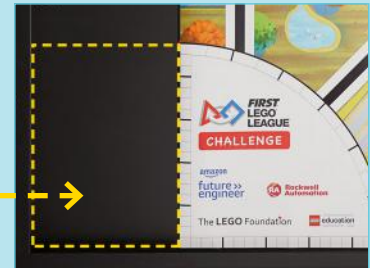 FIRST
LEGO
LEAGUE
CHALLENGE
amazon
future
engineer
Rockwell
Automation
The LEGO Foundation
education